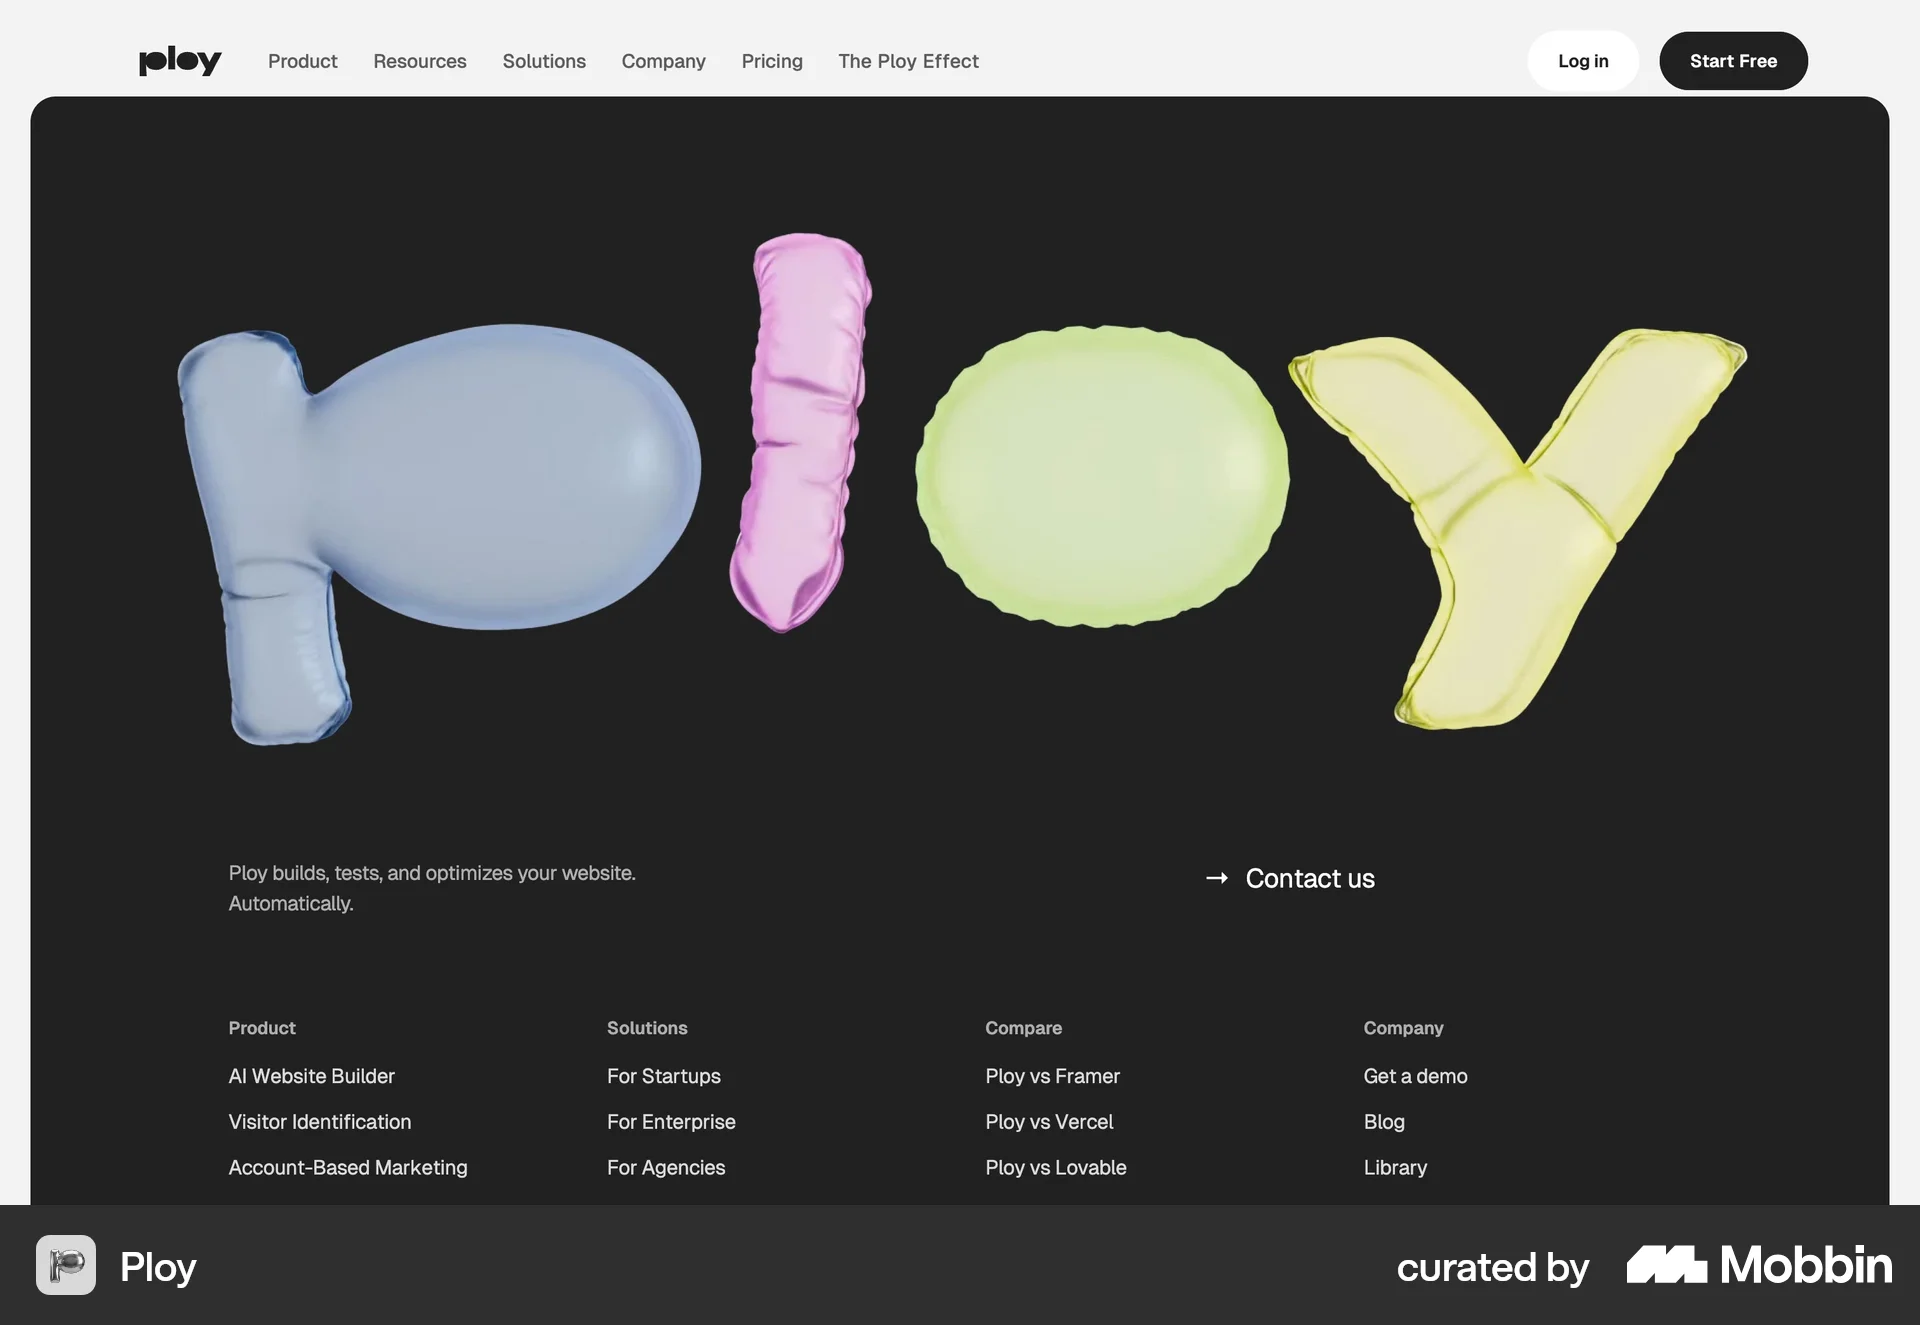 ploy
Product Resources Solutions Company Pricing The Ploy Effect
Log in Start Free
ploy
Ploy builds, tests, and optimizes your website.
Automatically.
→ Contact us
Product
AI Website Builder
Visitor Identification
Account-Based Marketing
Solutions
For Startups
For Enterprise
For Agencies
Compare
Ploy vs Framer
Ploy vs Vercel
Ploy vs Lovable
Company
Get a demo
Blog
Library
p
Ploy
curated by Mobbin